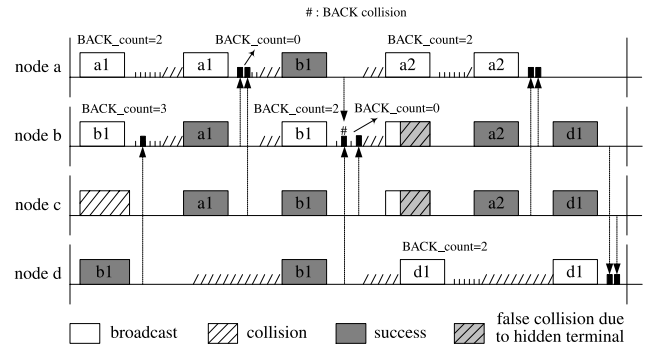 # : BACK collision
BACK_count=2
BACK_count=0
BACK_count=2
node a
a1
a1
b1
a2
a2
BACK_count=3
BACK_count=2
#
BACK_count=0
node b
b1
a1
b1
a2
d1
node c
a1
b1
a2
d1
BACK_count=2
node d
b1
b1
d1
d1
broadcast
collision
success
false collision due
to hidden terminal